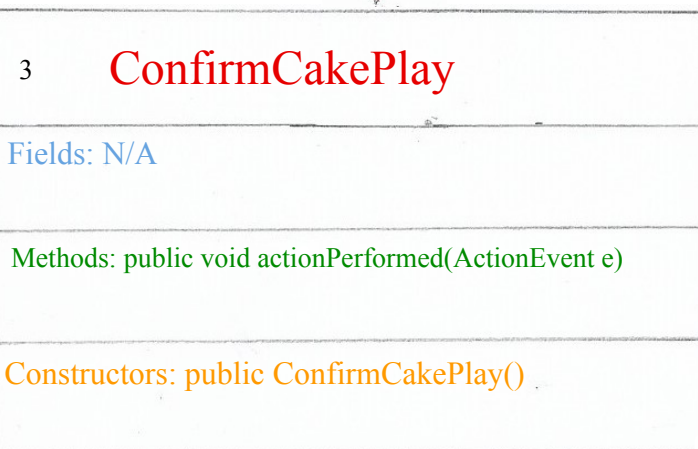 3 ConfirmCakePlay
Fields: N/A
Methods: public void actionPerformed(ActionEvent e)
Constructors: public ConfirmCakePlay()